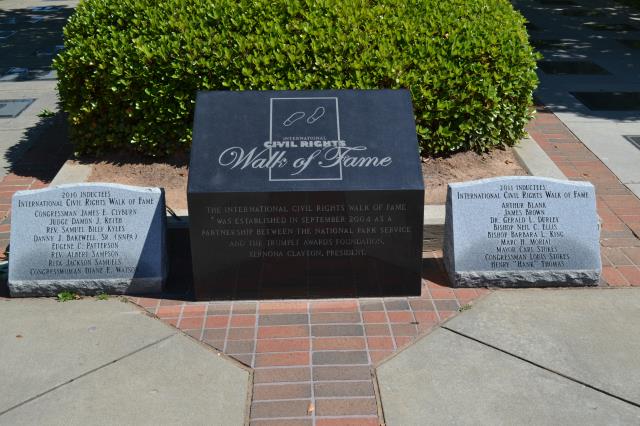 2010 INDUCTEES
INTERNATIONAL CIVIL RIGHTS WALK OF FAME
CONGRESSMAN JAMES E. CLYBURN
JUDGE DAMON J. KEITH
REV. SAMUEL BILLY KYLES
DANNY J. BAKEWELL, SR. (NNPA)
EUGENE C. PATTERSON
REV. ALBERT SAMPSON
RITA JACKSON SAMUELS
CONGRESSWOMAN DIANE E. WATSON
INTERNATIONAL
CIVIL RIGHTS
Walk of Fame
THE INTERNATIONAL CIVIL RIGHTS WALK OF FAME
WAS ESTABLISHED IN SEPTEMBER 2004 AS A
PARTNERSHIP BETWEEN THE NATIONAL PARK SERVICE
AND THE TRUMPET AWARDS FOUNDATION,
XERNONA CLAYTON, PRESIDENT.
2011 INDUCTEES
INTERNATIONAL CIVIL RIGHTS WALK OF FAME
ARTHUR BLANK
JAMES BROWN
DR. GERALD L. DURLEY
BISHOP NEIL C. ELLIS
BISHOP BARBARA L. KING
MARC H. MORIAL
MAYOR CARL STOKES
CONGRESSMAN LOUIS STOKES
HENRY "HANK" THOMAS